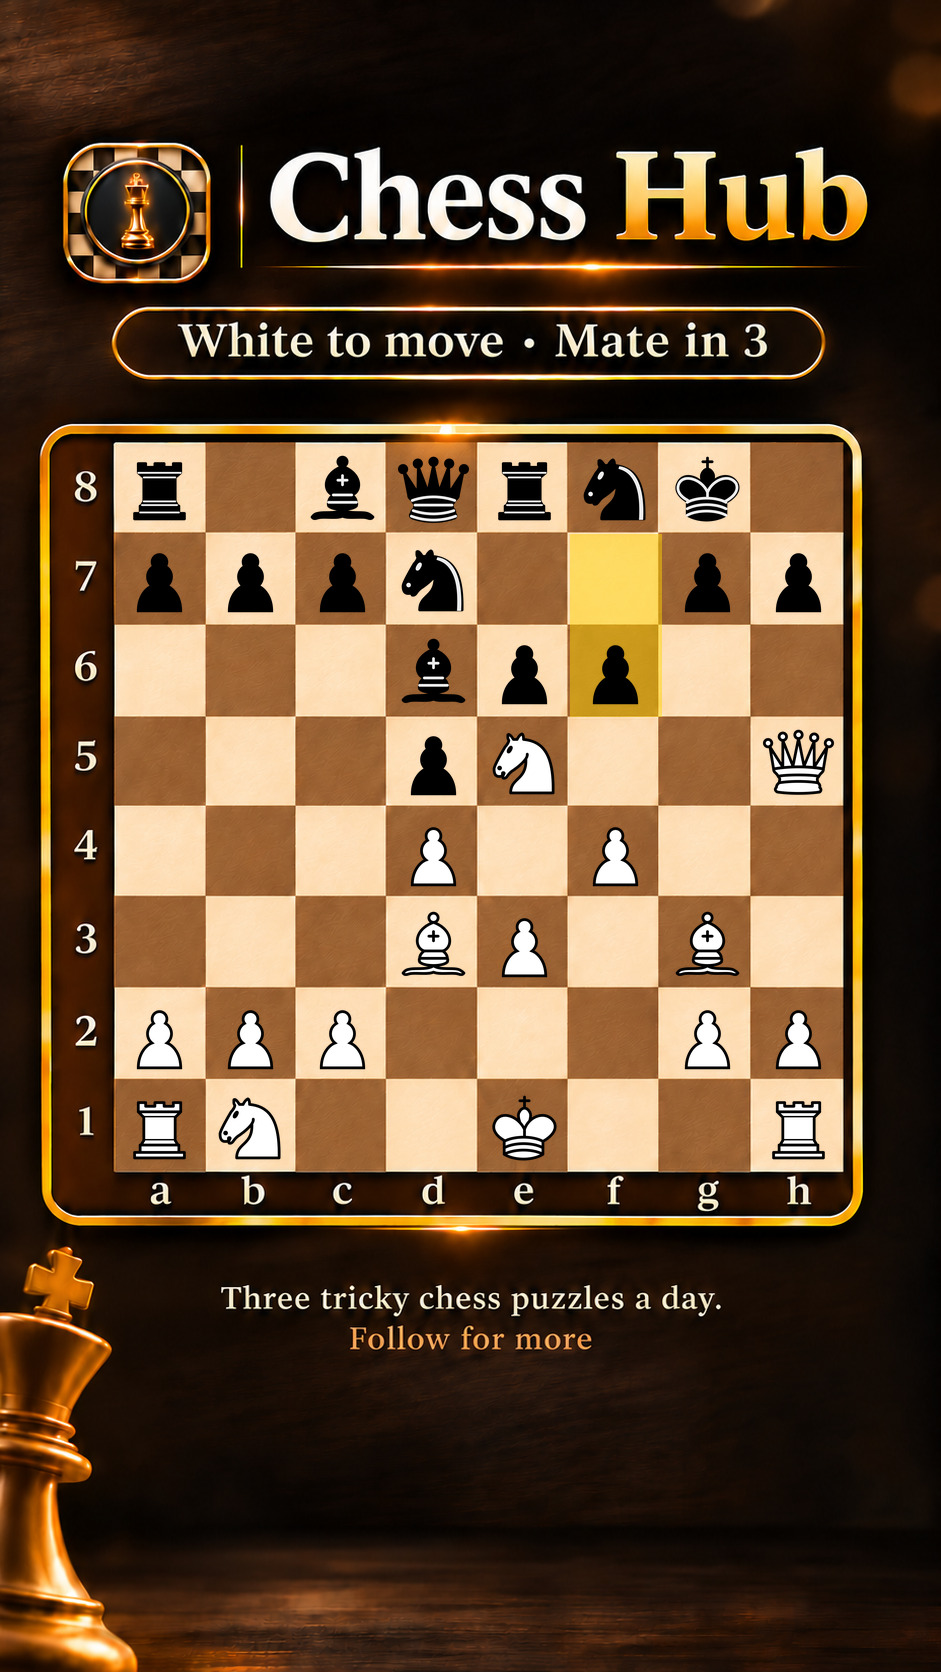 Chess Hub
White to move • Mate in 3
8
7
6
5
4
3
2
1
a b c d e f g h
Three tricky chess puzzles a day.
Follow for more